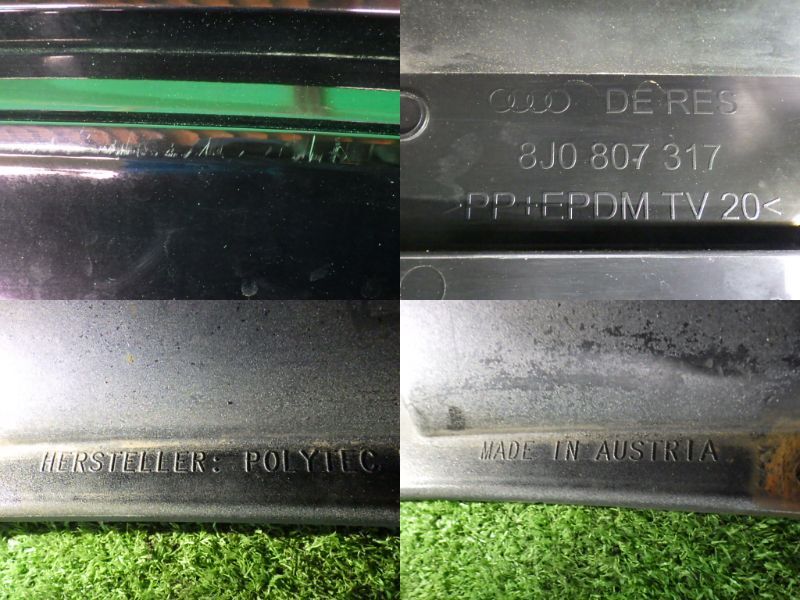 DE RES
8J0 807 317
>PP+EPDM TV 20<
HERSTELLER: POLYTEC
MADE IN AUSTRIA